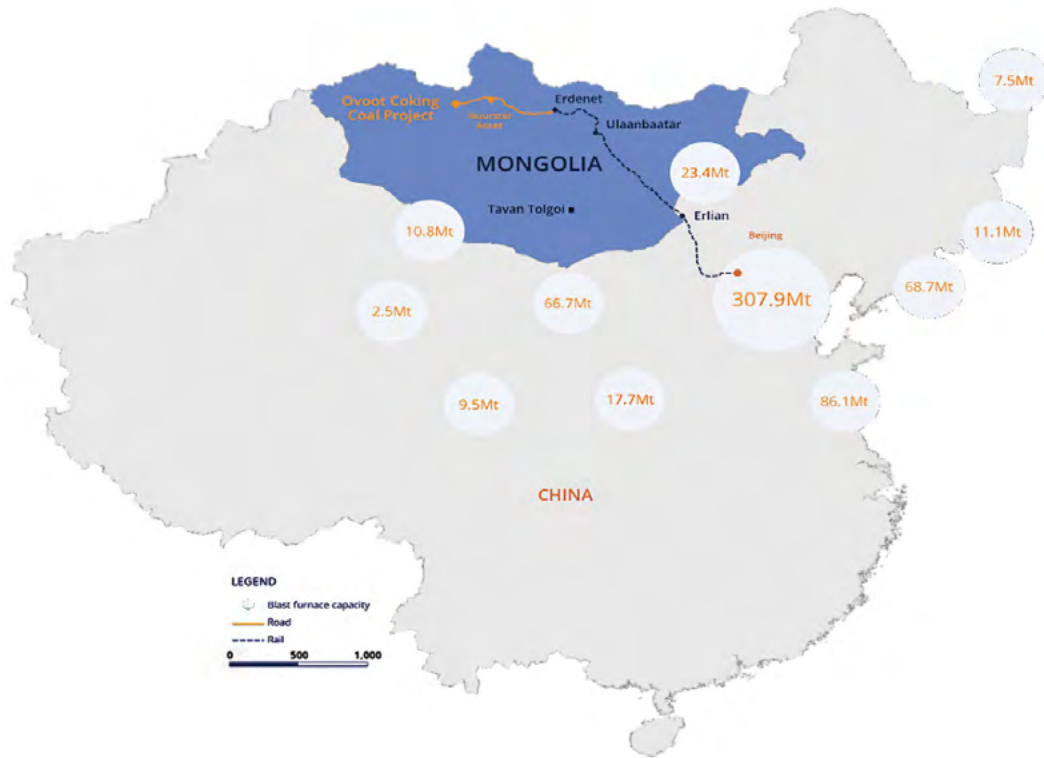 7.5Mt
Ovoot Coking
Coal Project
Erdenet
Nuurstei
Asset
Ulaanbaatar
MONGOLIA
23.4Mt
Tavan Tolgoi
Erlian
10.8Mt
Beijing
11.1Mt
68.7Mt
307.9Mt
66.7Mt
2.5Mt
9.5Mt
17.7Mt
86.1Mt
CHINA
LEGEND
Blast furnace capacity
Road
Rail
0 500 1,000